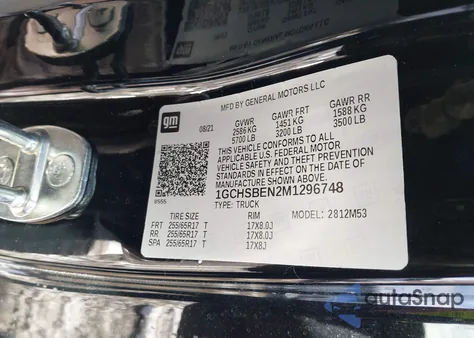 MFD BY GENERAL MOTORS LLC
gm
08/21
GVWR GAWR FRT GAWR RR
2586 KG 1451 KG 1588 KG
5700 LB 3200 LB 3500 LB
THIS VEHICLE CONFORMS TO ALL
APPLICABLE U.S. FEDERAL MOTOR
VEHICLE SAFETY AND THEFT PREVENTION
STANDARDS IN EFFECT ON THE DATE OF
MANUFACTURE SHOWN ABOVE.
1GCHSBEN2M1296748
TYPE: TRUCK MODEL: 2812M53
TIRE SIZE RIM
FRT 255/65R17 T 17X8.0J
RR 255/65R17 T 17X8.0J
SPA 255/65R17 T 17X8J
autoSnap